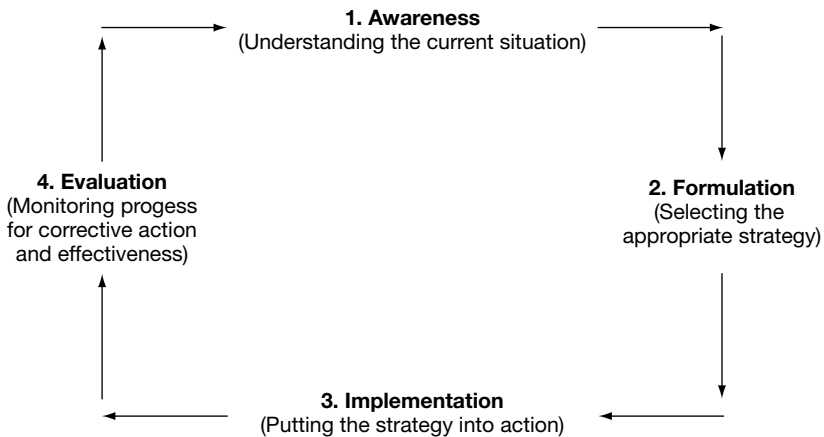 1. Awareness
(Understanding the current situation)
2. Formulation
(Selecting the
appropriate strategy)
3. Implementation
(Putting the strategy into action)
4. Evaluation
(Monitoring progess
for corrective action
and effectiveness)